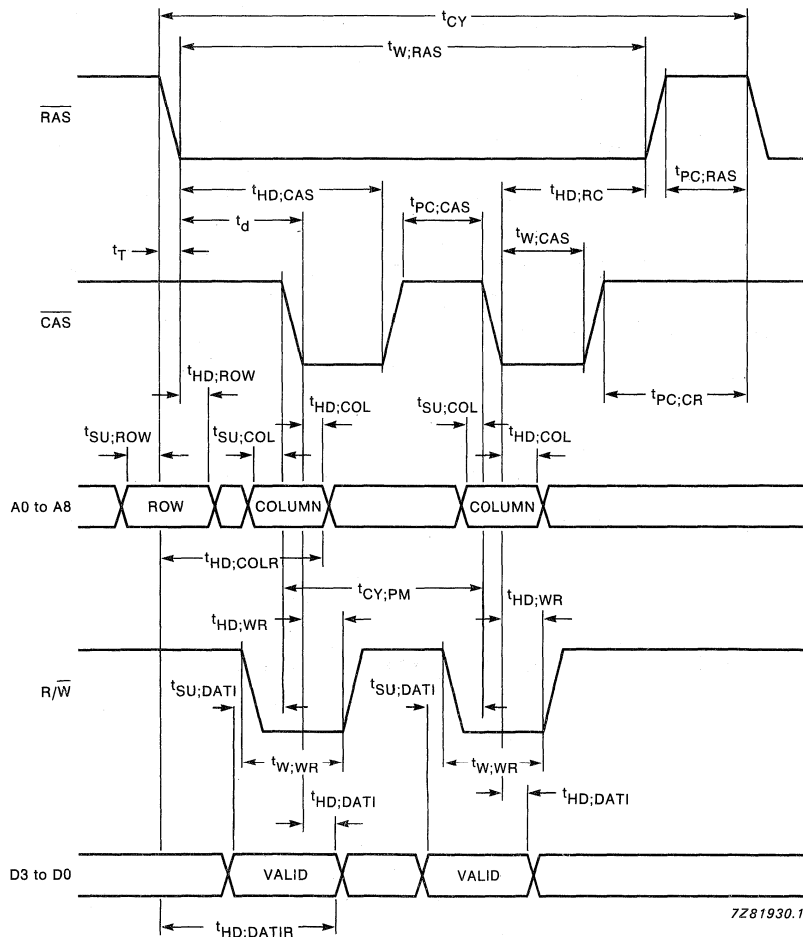 tCY
tW;RAS
RAS
tHD;CAS
tHD;RC
tPC;RAS
tPC;CAS
td
tW;CAS
tT
CAS
tHD;ROW
tPC;CR
tHD;COL
tSU;COL
tSU;ROW
tSU;COL
tHD;COL
A0 to A8
ROW
COLUMN
COLUMN
tHD;COLR
tCY;PM
tHD;WR
tHD;WR
R/W
tSU;DATI
tSU;DATI
tW;WR
tW;WR
tHD;DATI
tHD;DATI
D3 to D0
VALID
VALID
7Z81930.1
tHD;DATIR